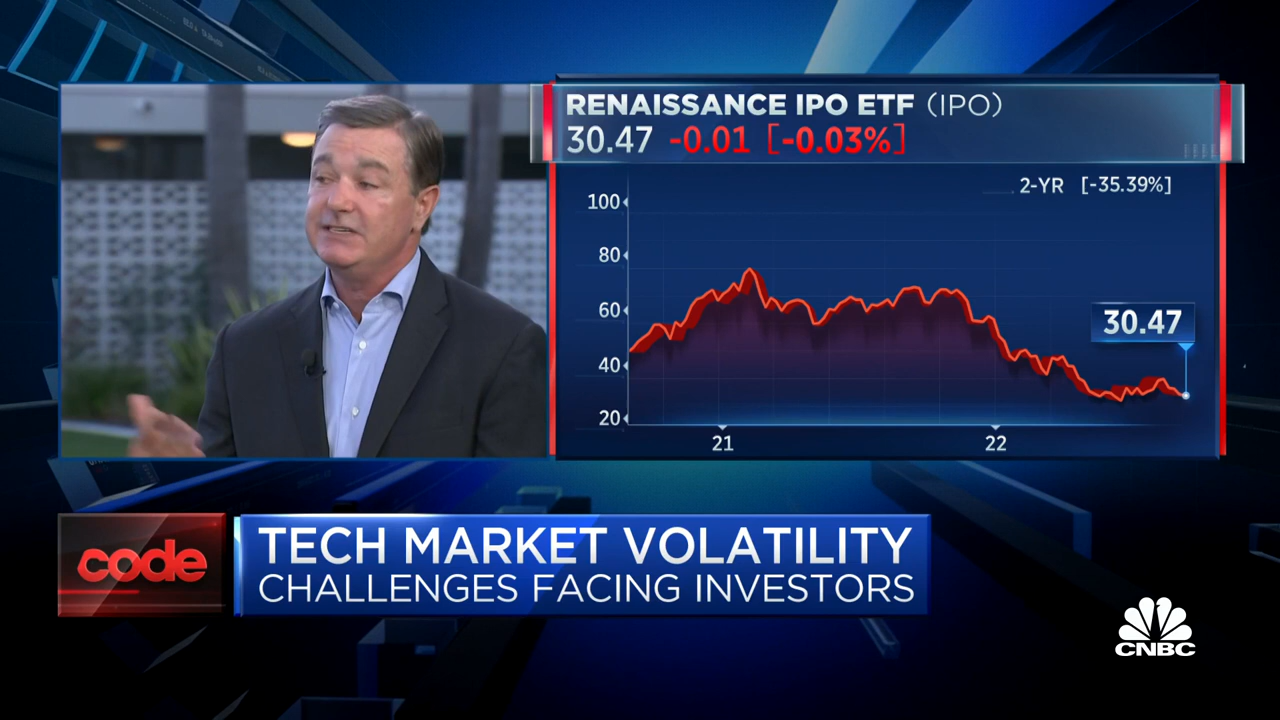 RENAISSANCE IPO ETF (IPO)
30.47 -0.01 [-0.03%]
2-YR [-35.39%]
100
80
60
40
20
30.47
21
22
code
TECH MARKET VOLATILITY
CHALLENGES FACING INVESTORS
CNBC